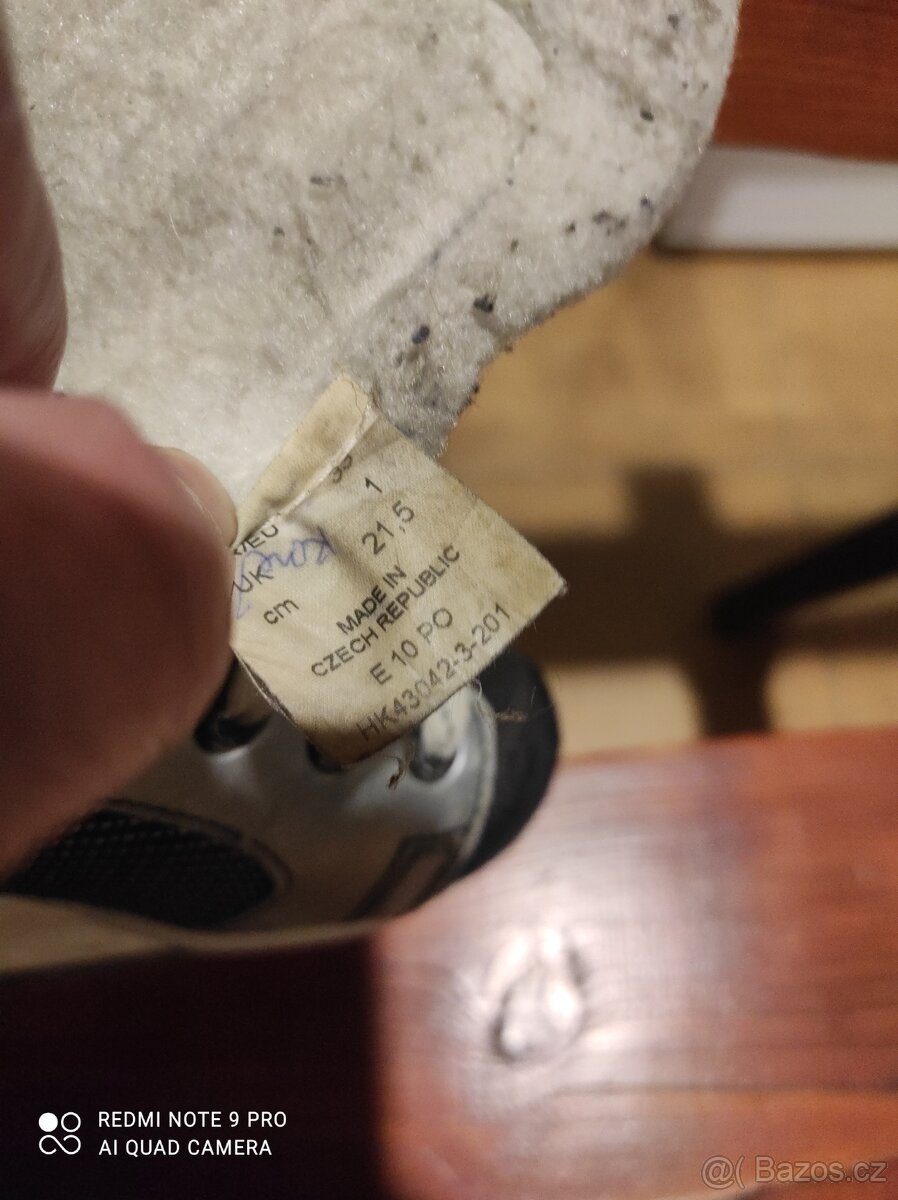 33
1
21,5
UK
cm
MADE IN
CZECH REPUBLIC
E 10 PO
HK43042-3-201
REDMI NOTE 9 PRO
AI QUAD CAMERA
@( Bazos.cz